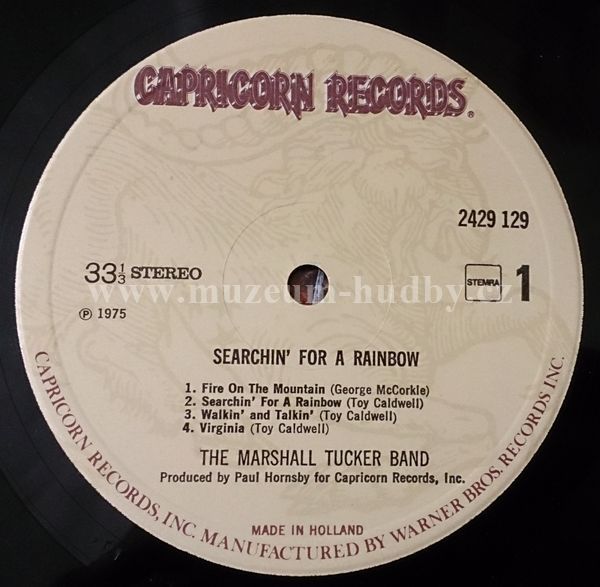 CAPRICORN RECORDS®
2429 129
33⅓ STEREO
STEMRA 1
www.muzeum-hudby.cz
℗ 1975
SEARCHIN' FOR A RAINBOW
1. Fire On The Mountain (George McCorkle)
2. Searchin' For A Rainbow (Toy Caldwell)
3. Walkin' and Talkin' (Toy Caldwell)
4. Virginia (Toy Caldwell)
THE MARSHALL TUCKER BAND
Produced by Paul Hornsby for Capricorn Records, Inc.
MADE IN HOLLAND
CAPRICORN RECORDS, INC. MANUFACTURED BY WARNER BROS. RECORDS INC.